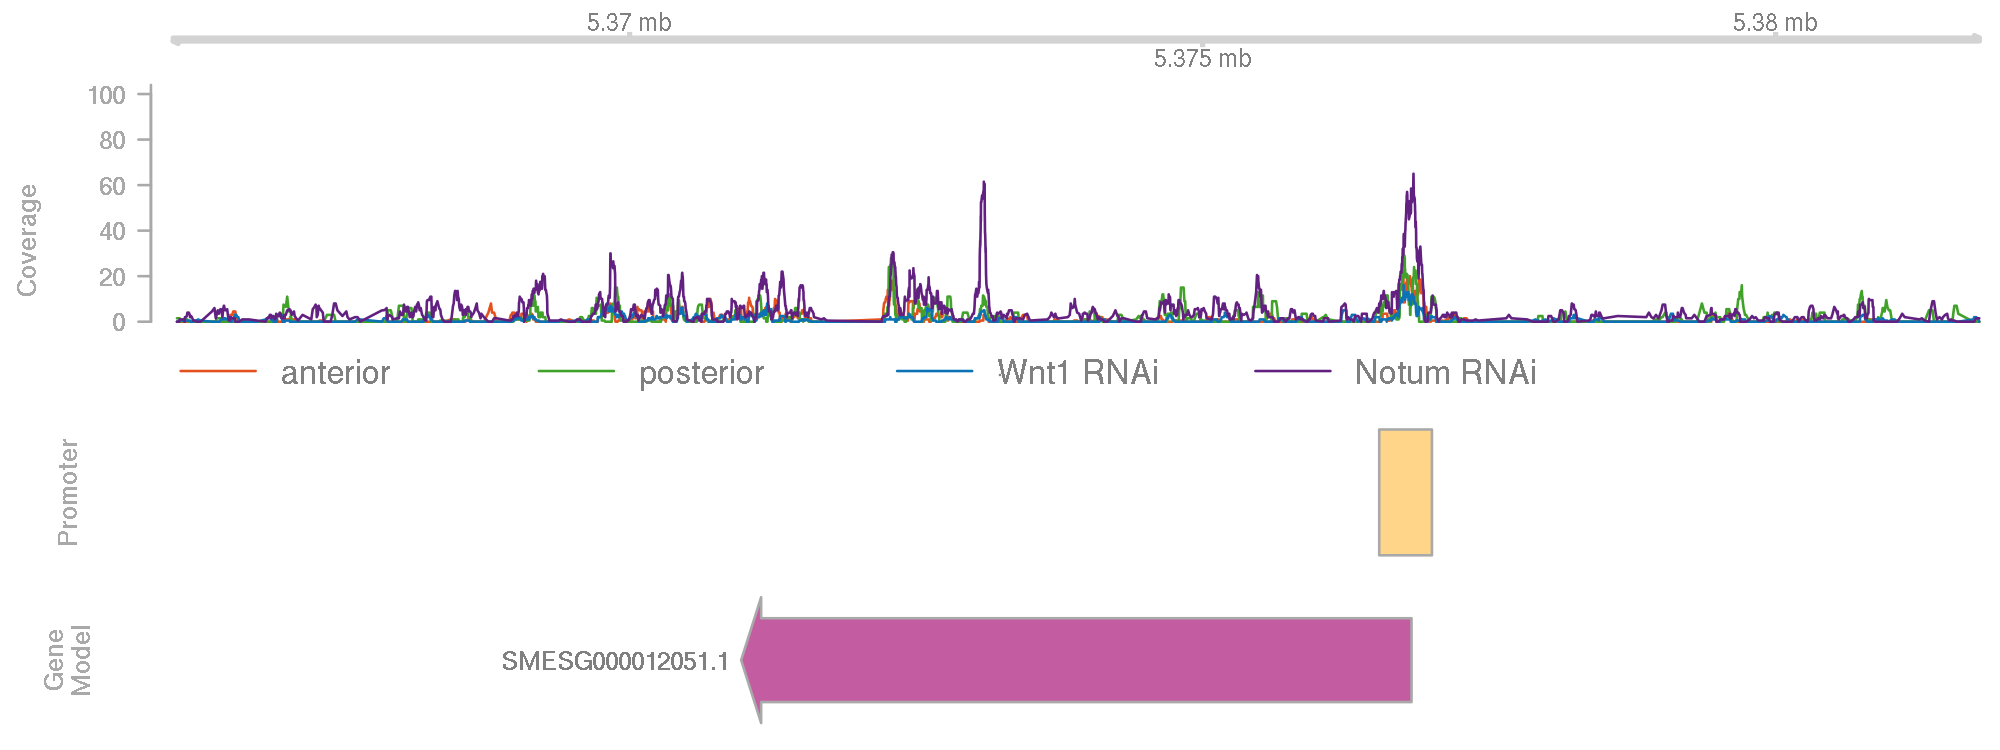 5.37 mb
5.38 mb
5.375 mb
Coverage
100
80
60
40
20
0
anterior
posterior
Wnt1 RNAi
Notum RNAi
Promoter
Gene
Model
SMESG000012051.1